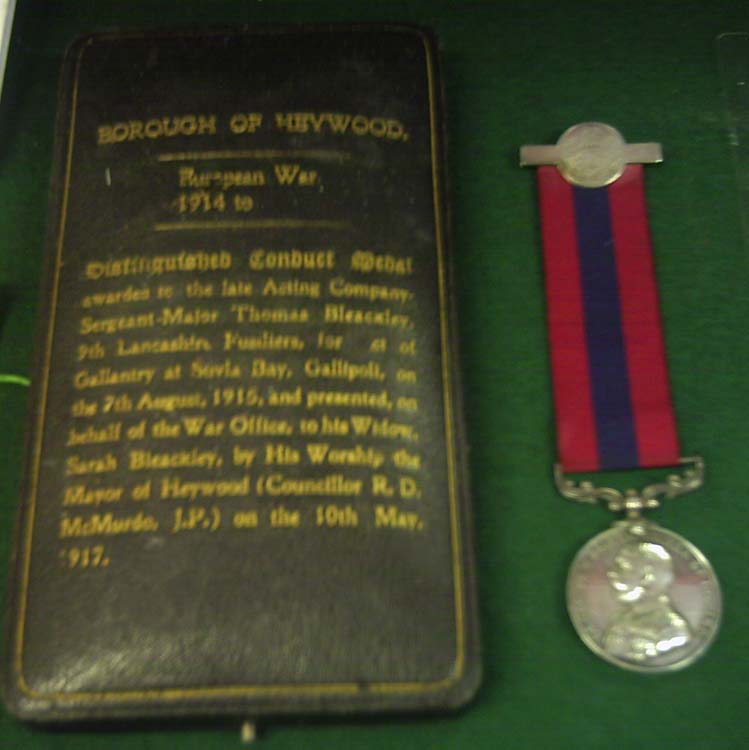 BOROUGH OF HEYWOOD,
European War,
1914 to
Distinguished Conduct Medal
awarded to the late Acting Company-
Sergeant-Major Thomas Bleackley,
9th Lancashire Fusiliers, for of
Gallantry at Suvla Bay, Gallipoli, on
the 7th August, 1915, and presented, on
behalf of the War Office, to his Widow,
Sarah Bleackley, by His Worship the
Mayor of Heywood (Councillor R. D.
McMurdo, J.P.) on the 10th May,
1917.